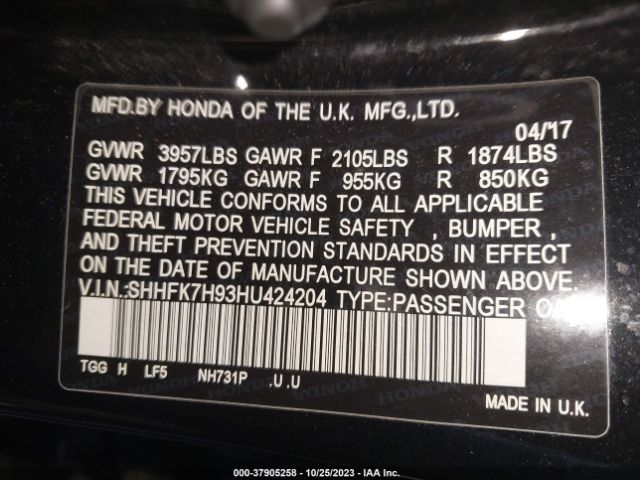 MFD.BY HONDA OF THE U.K. MFG.,LTD.
04/17
GVWR 3957LBS GAWR F 2105LBS R 1874LBS
GVWR 1795KG GAWR F 955KG R 850KG
THIS VEHICLE CONFORMS TO ALL APPLICABLE
FEDERAL MOTOR VEHICLE SAFETY , BUMPER ,
AND THEFT PREVENTION STANDARDS IN EFFECT
ON THE DATE OF MANUFACTURE SHOWN ABOVE.
V.I.N.:SHHFK7H93HU424204 TYPE:PASSENGER
TGG H LF5 NH731P .U .U
MADE IN U.K.
000-37905258 - 10/25/2023 - IAA Inc.